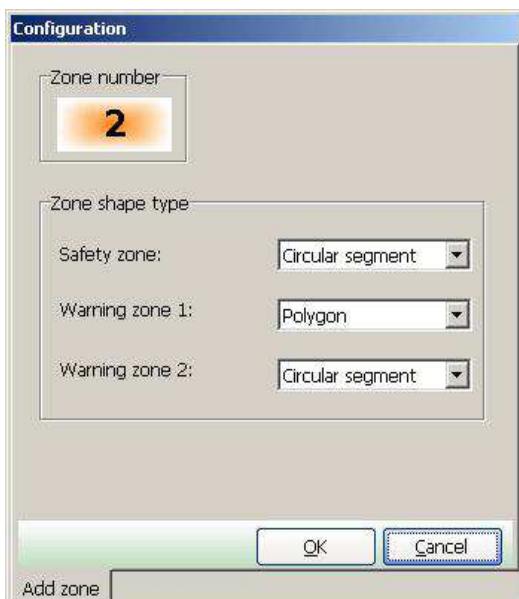 Configuration
Zone number
2
Zone shape type
Safety zone: Circular segment
Warning zone 1: Polygon
Warning zone 2: Circular segment
OK Cancel
Add zone